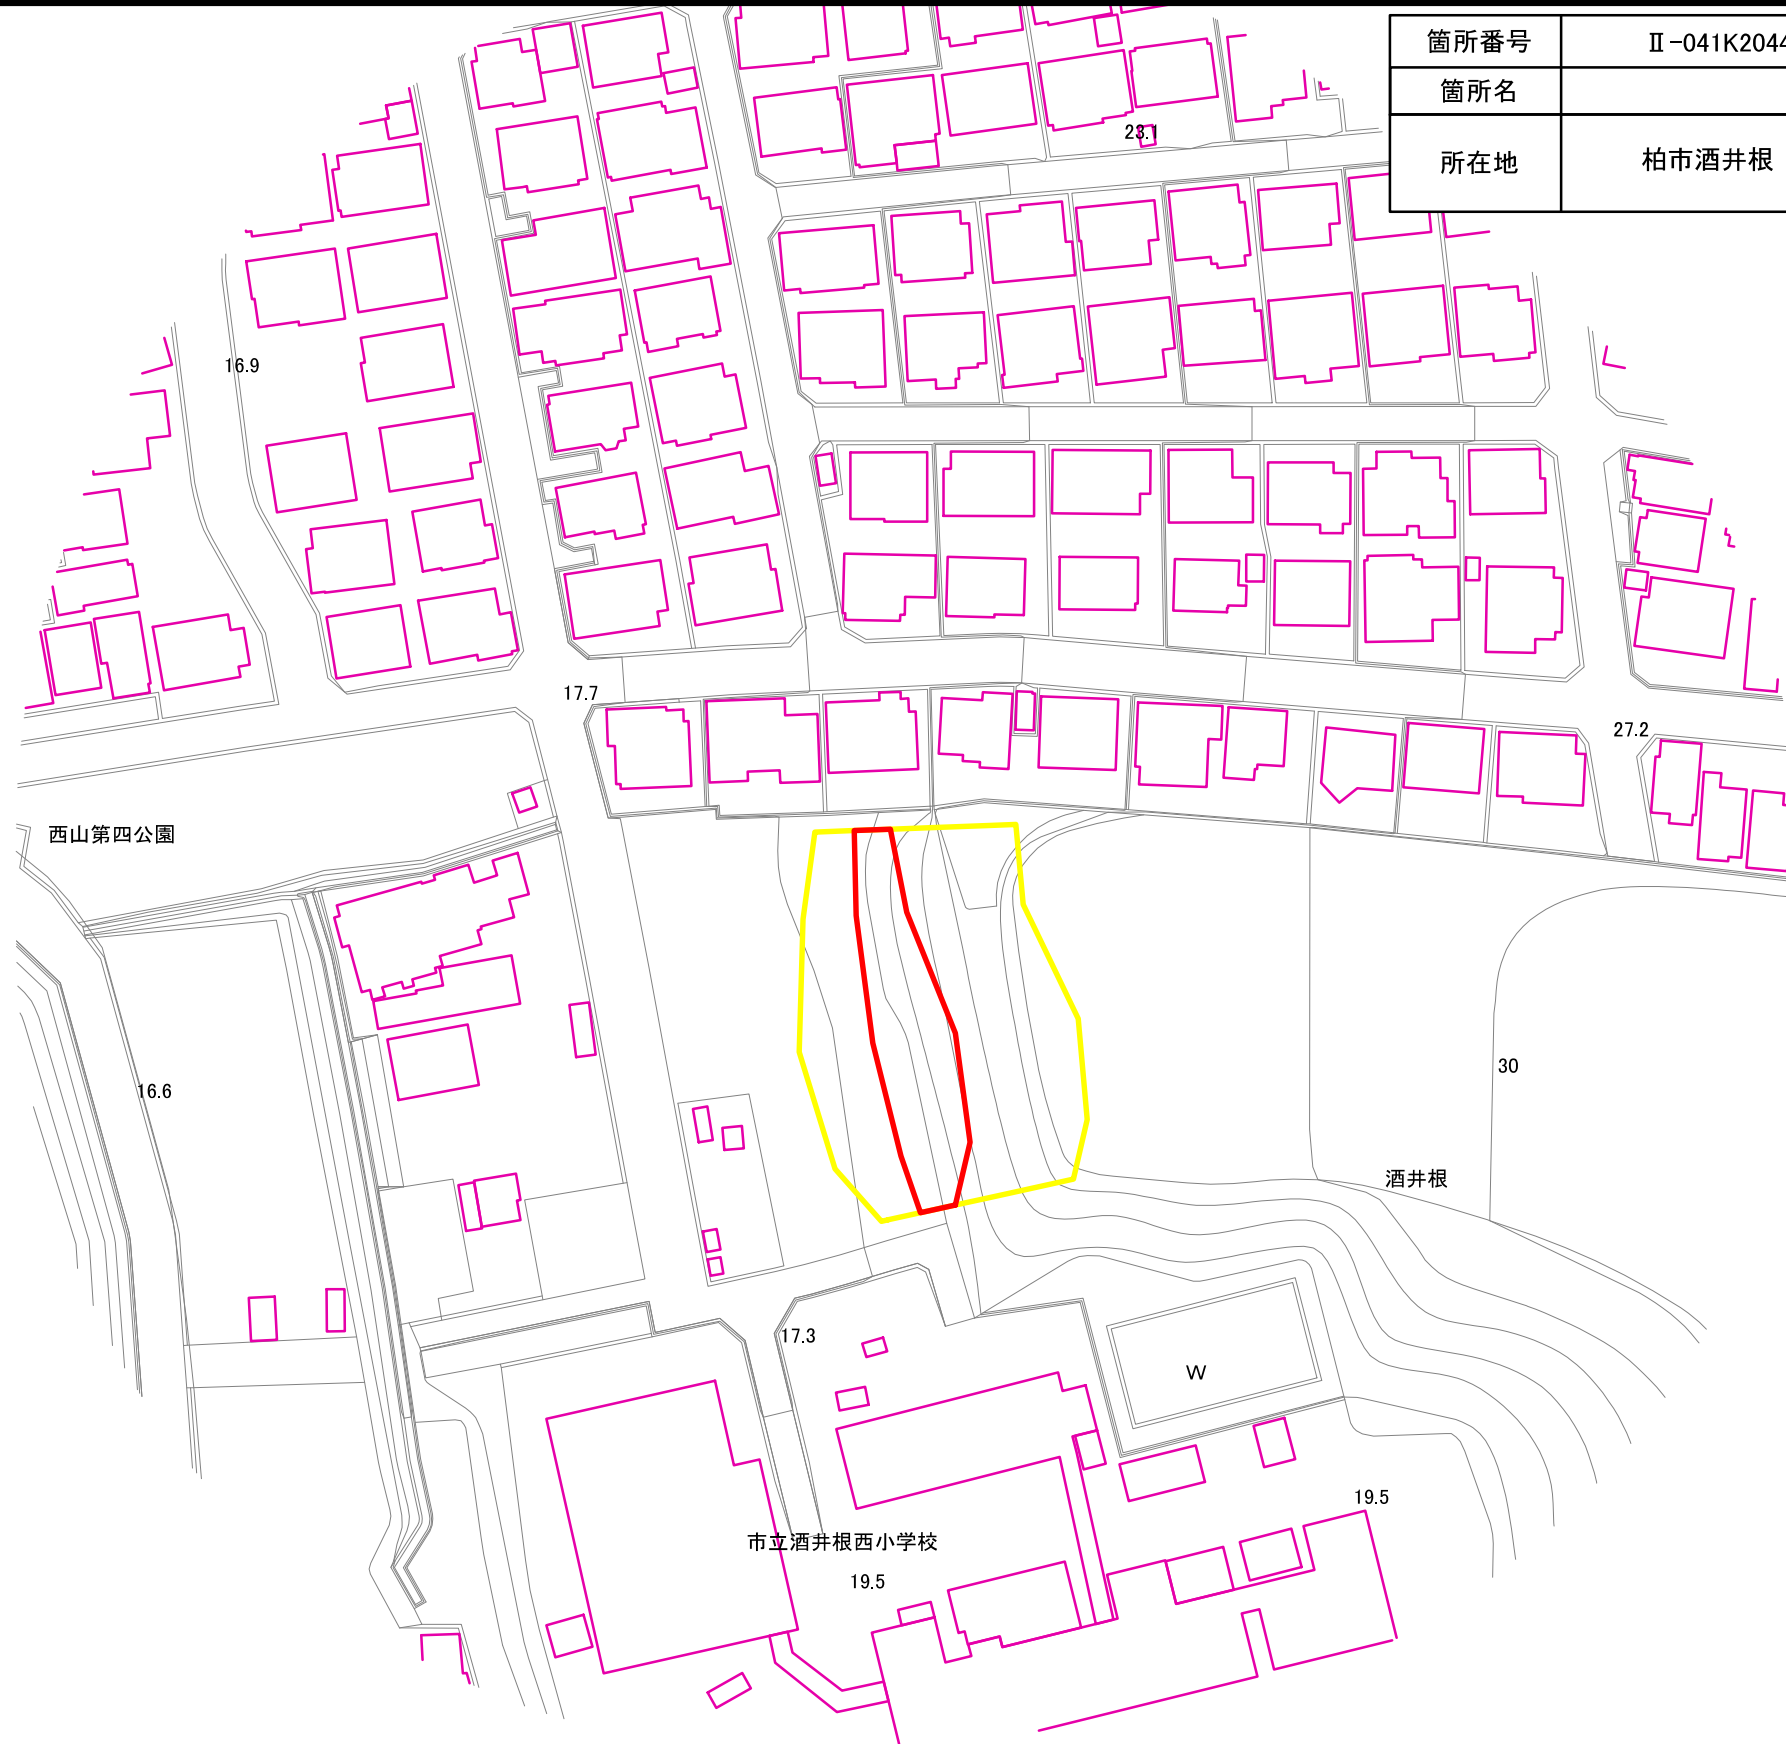 箇所番号 Ⅱ-041K2044
箇所名
所在地 柏市酒井根
23.1
16.9
17.7
27.2
西山第四公園
30
16.6
酒井根
17.3
W
19.5
市立酒井根西小学校
19.5